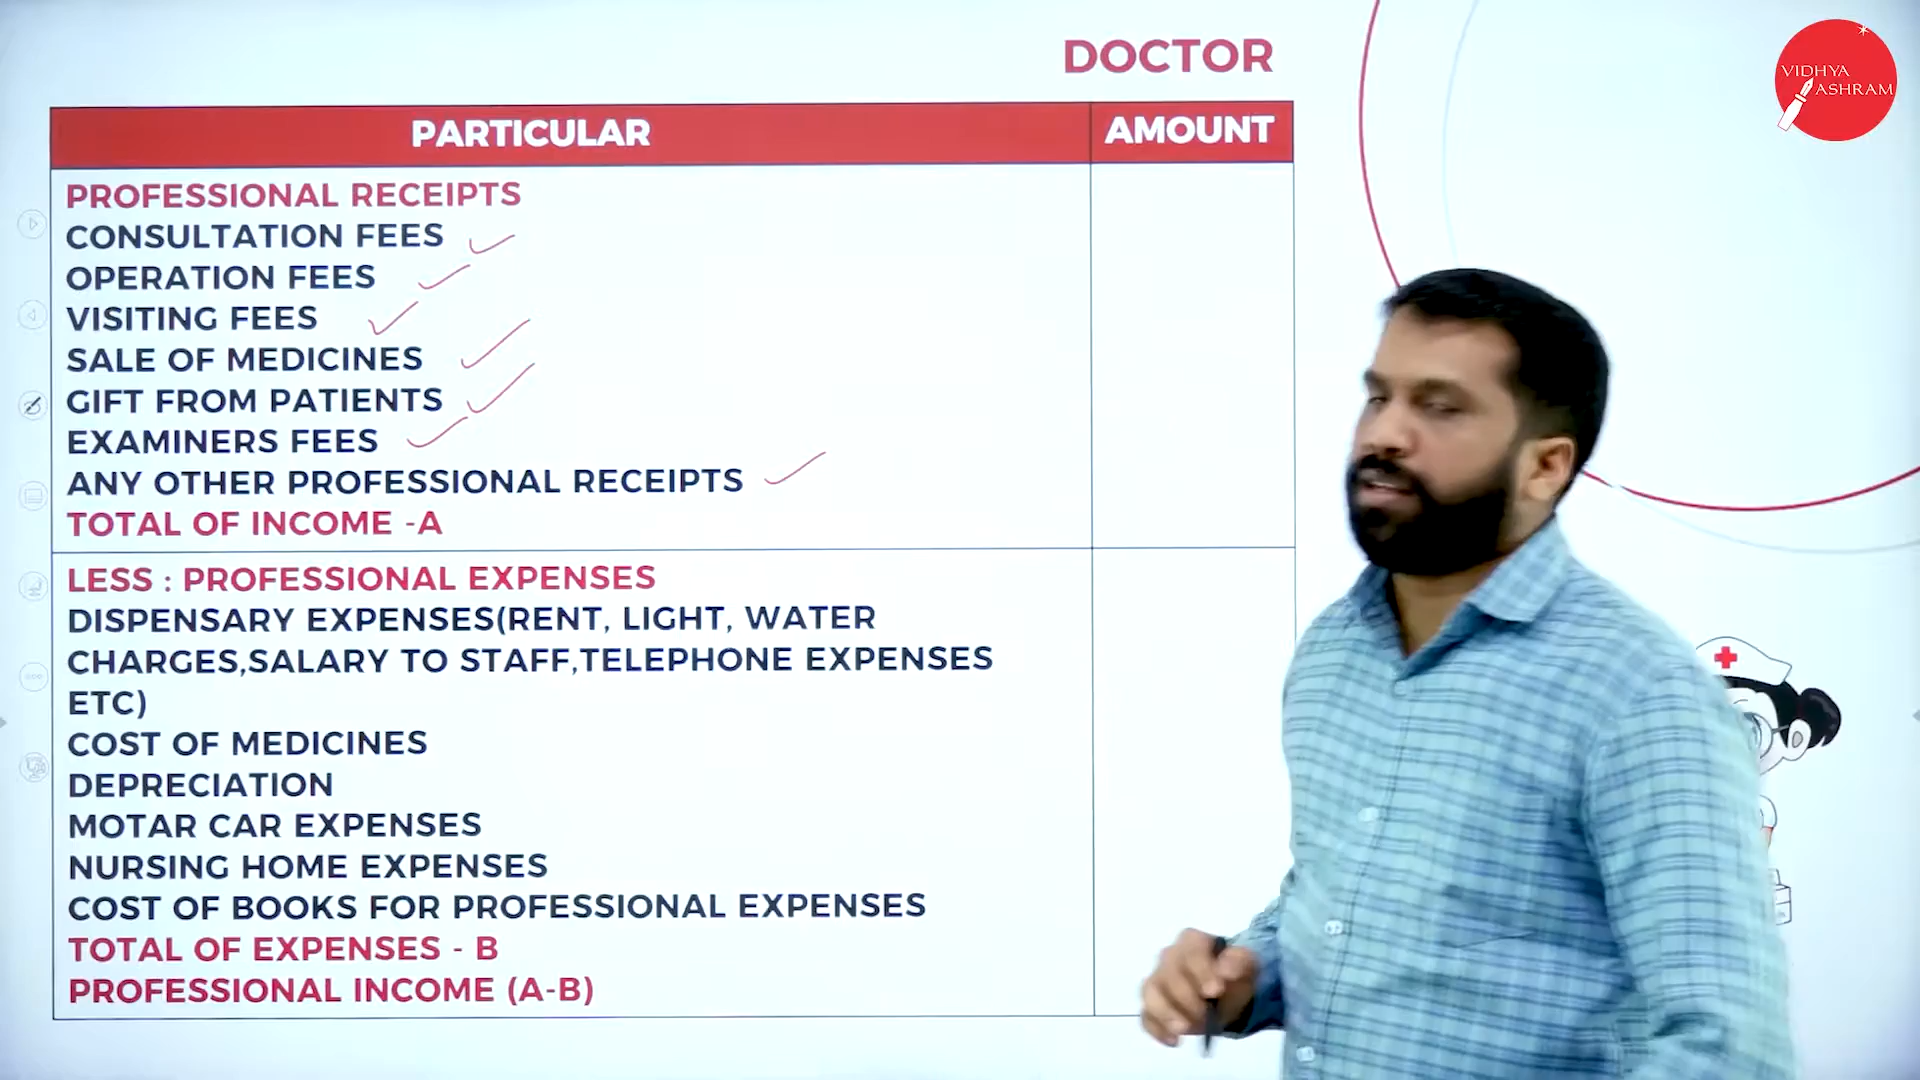 DOCTOR
VIDHYA
ASHRAM
PARTICULAR
AMOUNT
PROFESSIONAL RECEIPTS
CONSULTATION FEES
OPERATION FEES
VISITING FEES
SALE OF MEDICINES
GIFT FROM PATIENTS
EXAMINERS FEES
ANY OTHER PROFESSIONAL RECEIPTS
TOTAL OF INCOME -A
LESS : PROFESSIONAL EXPENSES
DISPENSARY EXPENSES(RENT, LIGHT, WATER
CHARGES,SALARY TO STAFF,TELEPHONE EXPENSES
ETC)
COST OF MEDICINES
DEPRECIATION
MOTAR CAR EXPENSES
NURSING HOME EXPENSES
COST OF BOOKS FOR PROFESSIONAL EXPENSES
TOTAL OF EXPENSES - B
PROFESSIONAL INCOME (A-B)